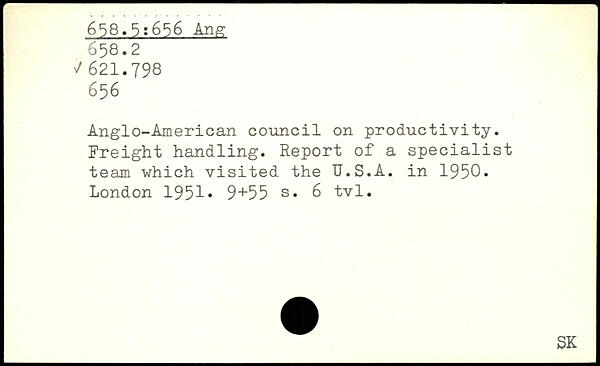 658.5:656 Ang
658.2
√ 621.798
656
Anglo-American council on productivity.
Freight handling. Report of a specialist
team which visited the U.S.A. in 1950.
London 1951. 9+55 s. 6 tvl.
SK